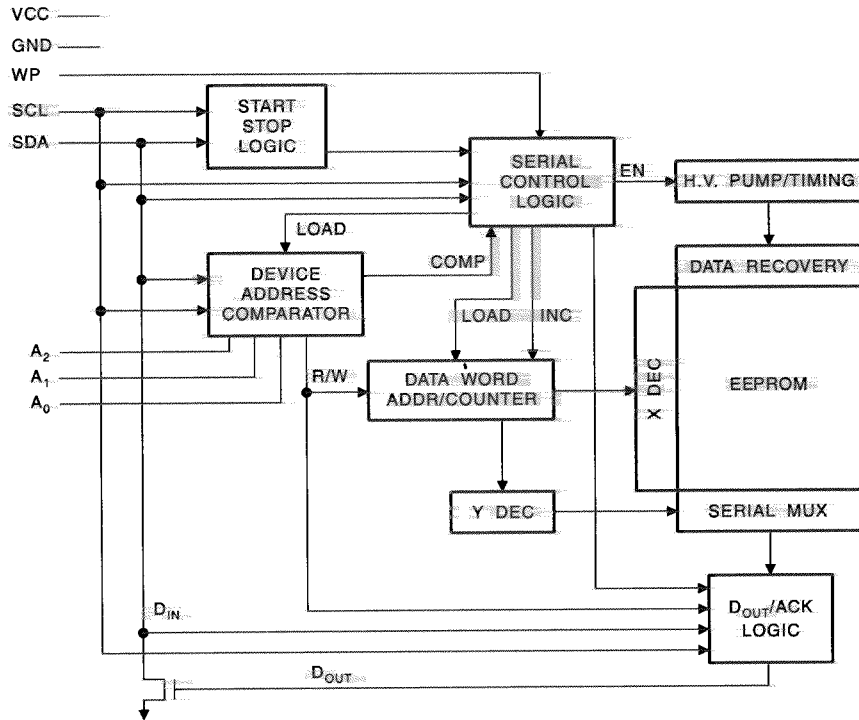 VCC
GND
WP
SCL
SDA
START
STOP
LOGIC
SERIAL
CONTROL
LOGIC
EN
H.V. PUMP/TIMING
LOAD
COMP
DATA RECOVERY
DEVICE
ADDRESS
COMPARATOR
LOAD
INC
A2
A1
A0
R/W
DATA WORD
ADDR/COUNTER
X DEC
EEPROM
Y DEC
SERIAL MUX
DIN
DOUT/ACK
LOGIC
DOUT